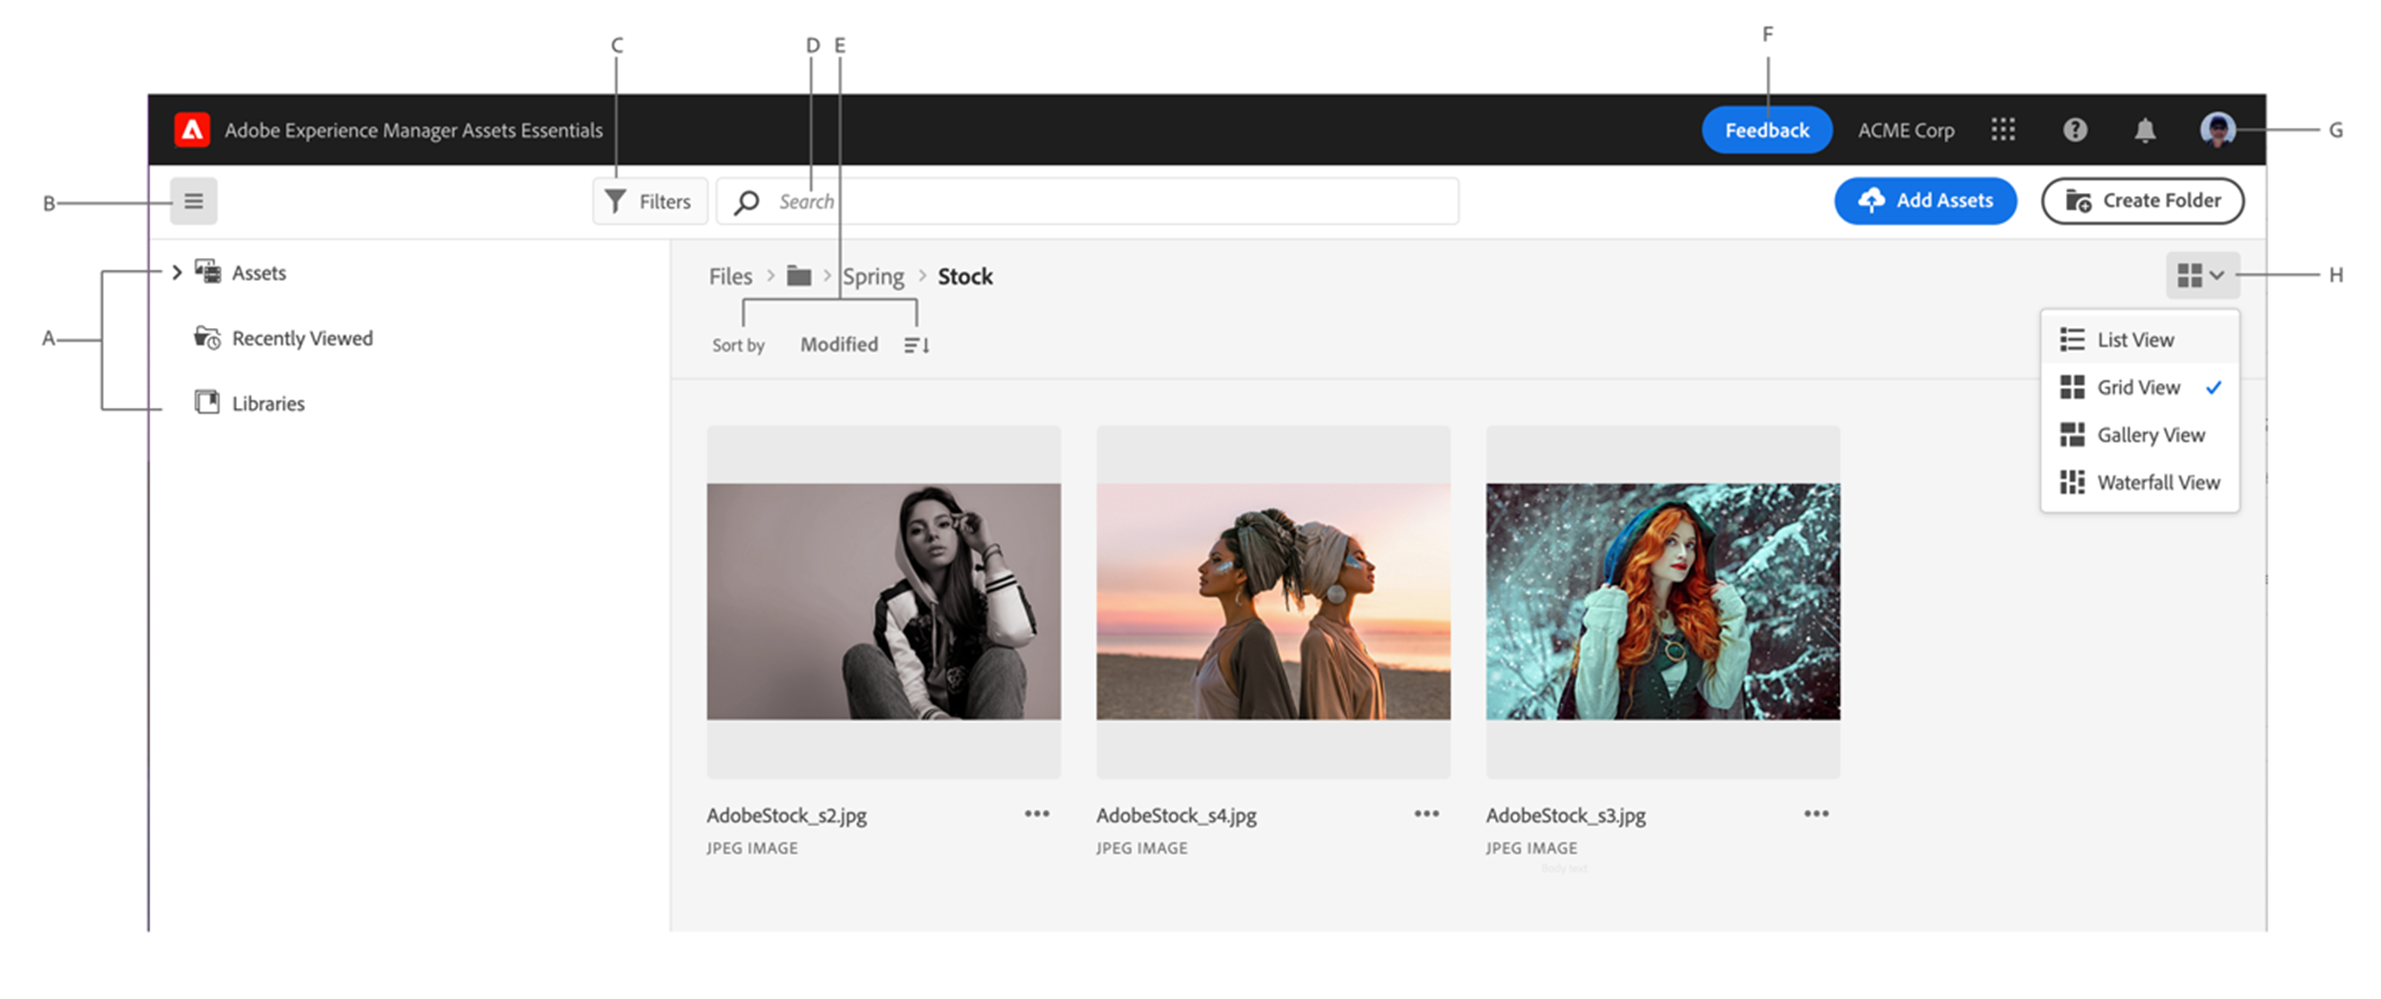 C D E F
Adobe Experience Manager Assets Essentials Feedback ACME Corp G
B Filters Search Add Assets Create Folder
A
Assets
Recently Viewed
Libraries
Files > > Spring > Stock H
Sort by Modified
List View
Grid View
Gallery View
Waterfall View
AdobeStock_s2.jpg ••• AdobeStock_s4.jpg ••• AdobeStock_s3.jpg •••
JPEG IMAGE JPEG IMAGE JPEG IMAGE
Body text